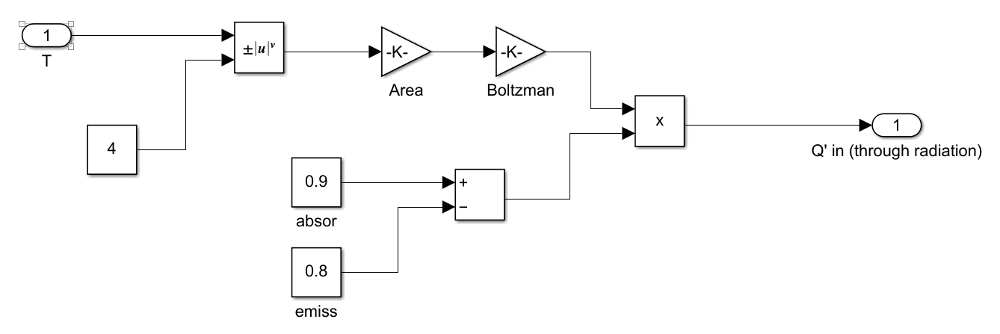 1
T
±|u|ᵛ
4
-K-
Area
-K-
Boltzman
x
1
Q' in (through radiation)
0.9
absor
+
−
0.8
emiss